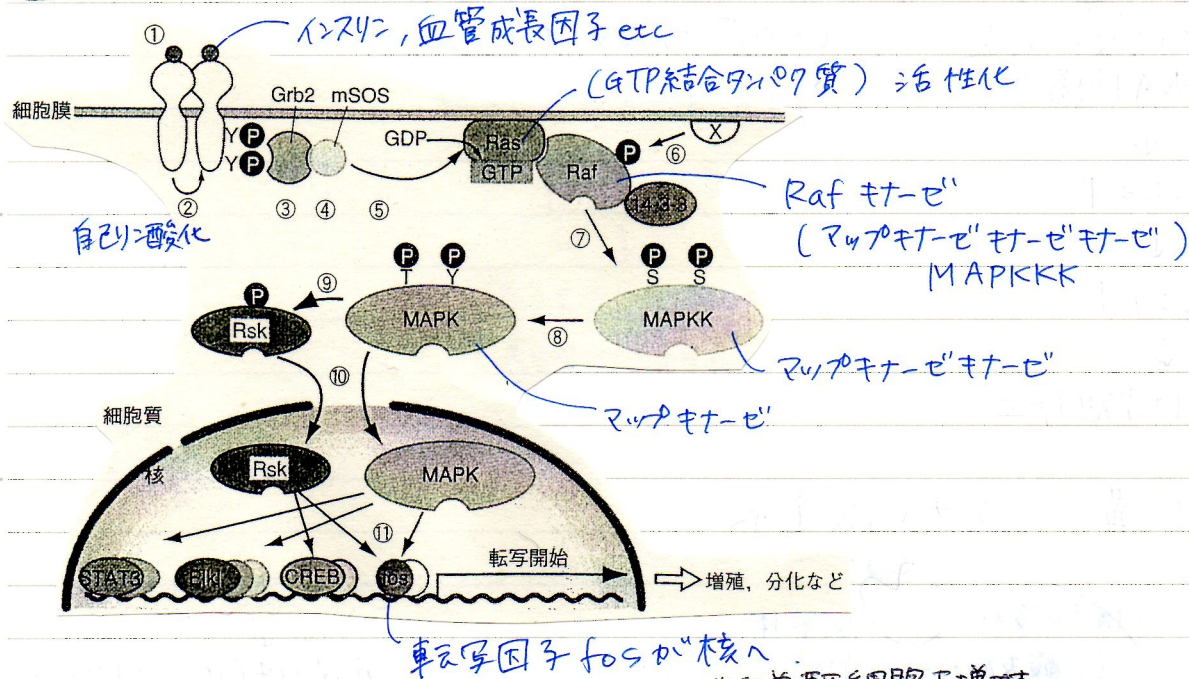 ①
インスリン, 血管成長因子 etc
(GTP結合タンパク質) 活性化
細胞膜
Grb2 mSOS
Y P
Y P
GDP
Ras
GTP
Raf
P
X
⑥
14-3-3
②
③ ④ ⑤
自己リン酸化
⑦
Raf キナーゼ
(マップキナーゼキナーゼキナーゼ)
MAPKKK
P P
T Y
P P
S S
⑨
P
Rsk
MAPK
⑧
MAPKK
マップキナーゼキナーゼ
⑩
マップキナーゼ
細胞質
核
Rsk
MAPK
⑪
STAT3
Elk1
CREB
fos
転写開始
増殖, 分化など
転写因子 fosが核へ